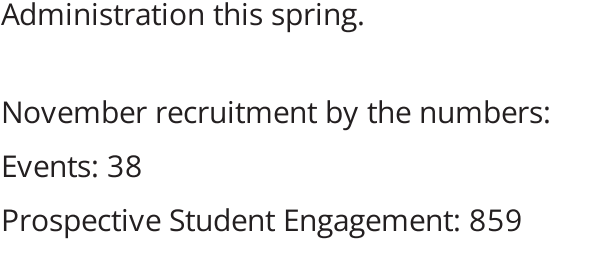 Administration this spring.
November recruitment by the numbers:
Events: 38
Prospective Student Engagement: 859